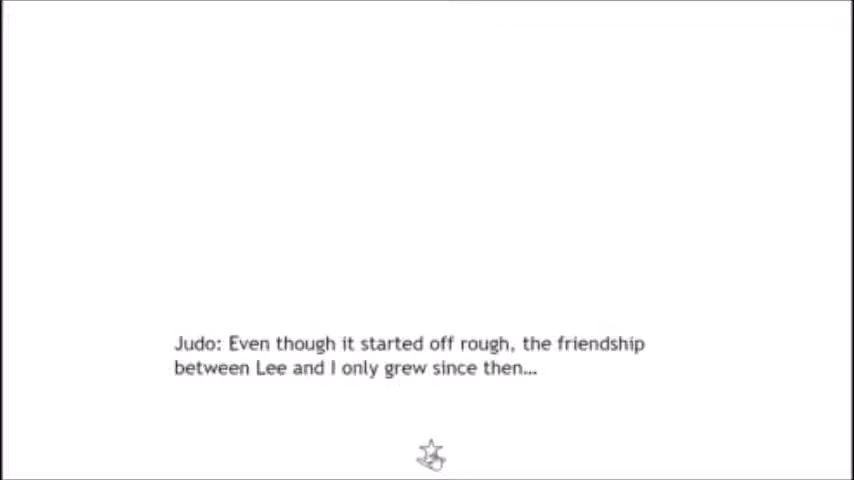 Judo: Even though it started off rough, the friendship
between Lee and I only grew since then...